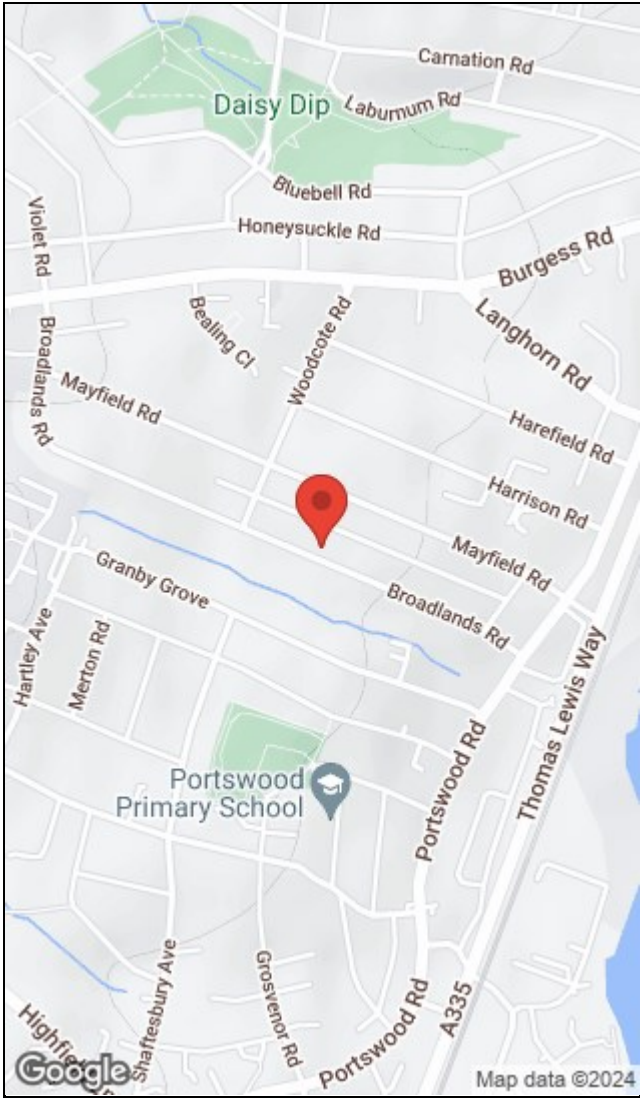 Carnation Rd
Daisy Dip
Laburnum Rd
Bluebell Rd
Violet Rd
Honeysuckle Rd
Burgess Rd
Bealing Cl
Woodcote Rd
Langhorn Rd
Broadlands Rd
Mayfield Rd
Harefield Rd
Harrison Rd
Mayfield Rd
Granby Grove
Broadlands Rd
Hartley Ave
Merton Rd
Thomas Lewis Way
Portswood Rd
Portswood
Primary School
Shaftesbury Ave
Grosvenor Rd
A335
Portswood Rd
Google
Map data ©2024